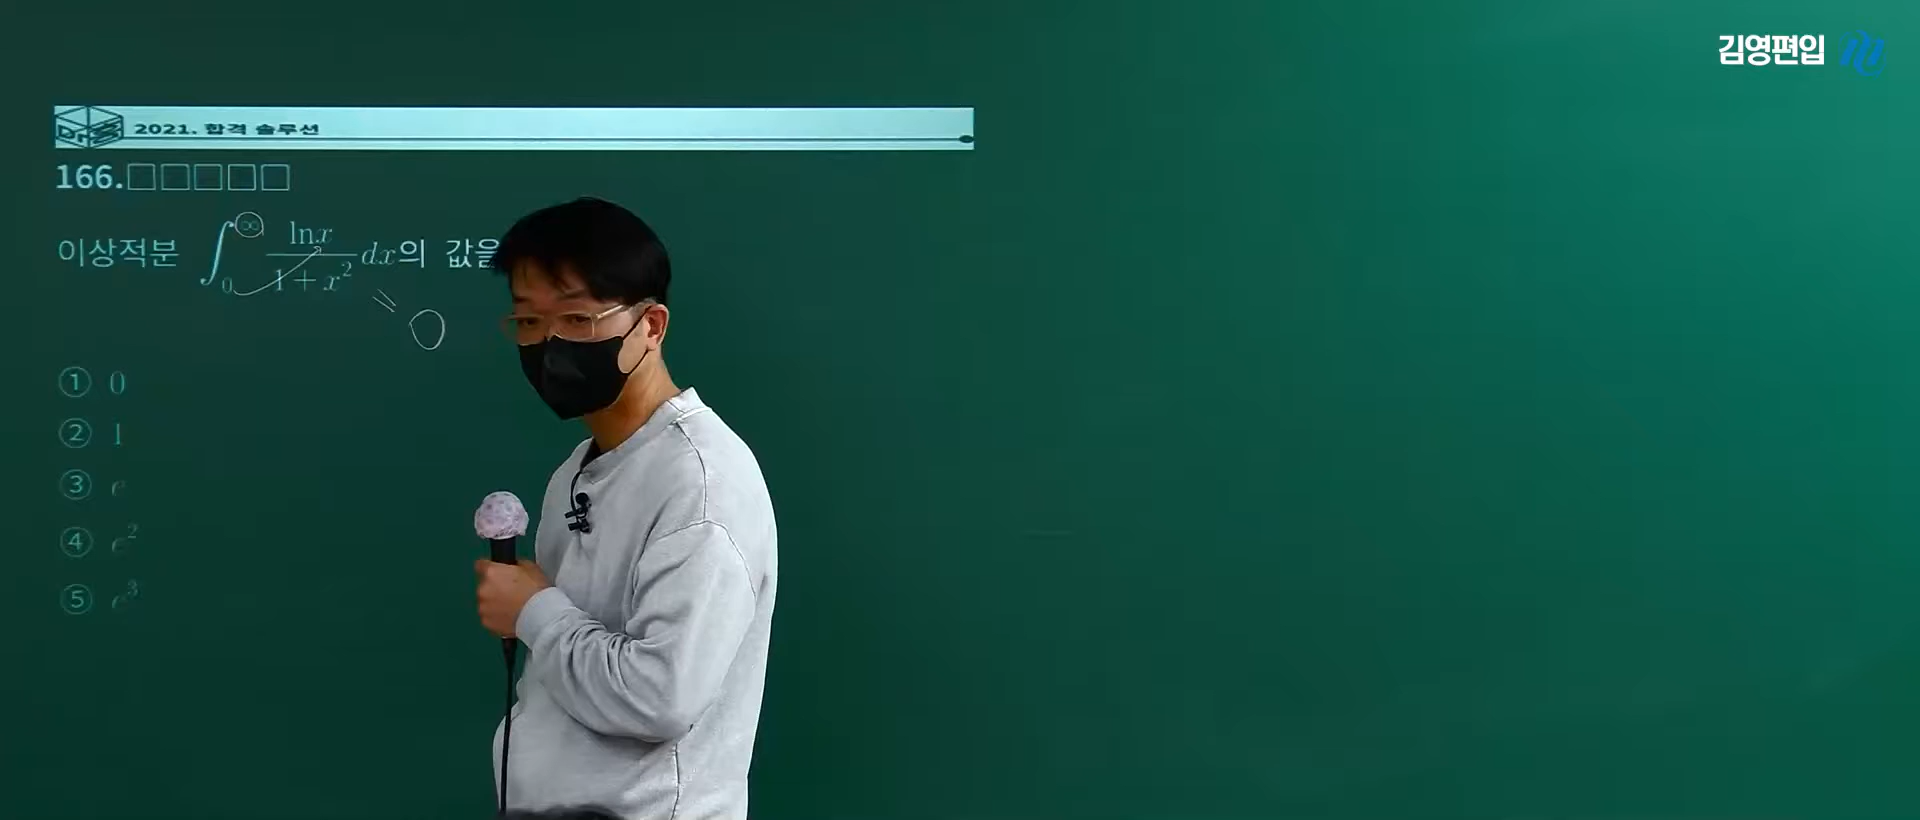 김영편입
2021. 합격 솔루션
166.□□□□□
이상적분 ∫₀^∞ lnx/(1+x²) dx의 값을
= 0
① 0
② 1
③ e
④ e²
⑤ e³